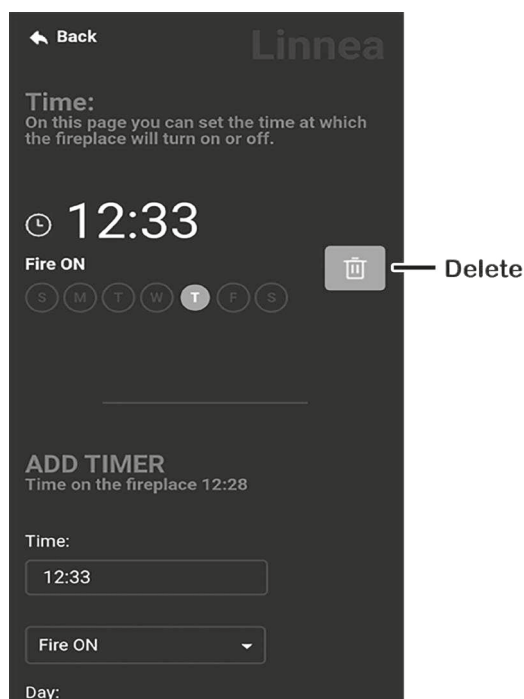 Back
Linnea
Time:
On this page you can set the time at which
the fireplace will turn on or off.
12:33
Fire ON
Delete
S M T W T F S
ADD TIMER
Time on the fireplace 12:28
Time:
12:33
Fire ON
Day: